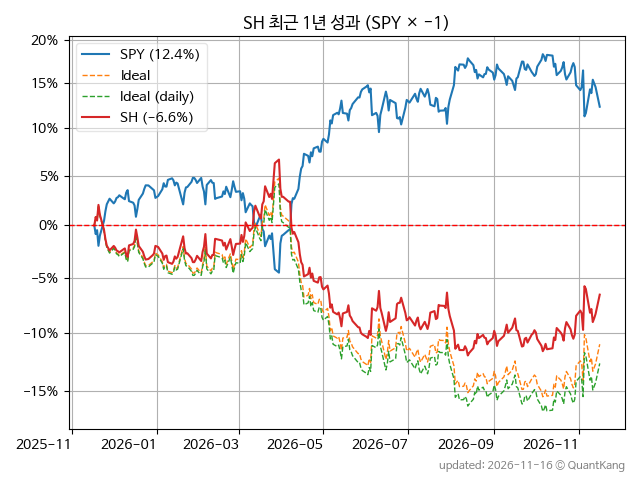 SH 최근 1년 성과 (SPY × −1)
20%
15%
10%
5%
0%
−5%
−10%
−15%
SPY (12.4%)
Ideal
Ideal (daily)
SH (−6.6%)
2025-11
2026-01
2026-03
2026-05
2026-07
2026-09
2026-11
updated: 2026-11-16 © QuantKang